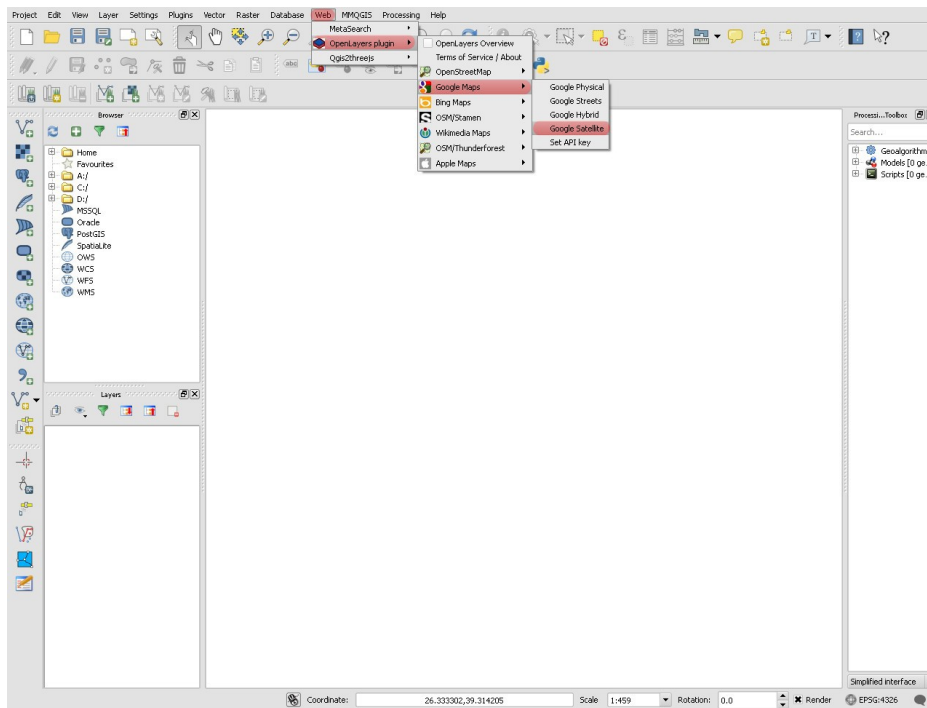 Project Edit View Layer Settings Plugins Vector Raster Database Web MMQGIS Processing Help
MetaSearch
OpenLayers plugin
Qgis2threejs
OpenLayers Overview
Terms of Service / About
OpenStreetMap
Google Maps
Bing Maps
OSM/Stamen
Wikimedia Maps
OSM/Thunderforest
Apple Maps
Google Physical
Google Streets
Google Hybrid
Google Satellite
Set API key
abc
Browser
Home
Favourites
A:/
C:/
D:/
MSSQL
Oracle
PostGIS
SpatiaLite
OWS
WCS
WFS
WMS
Layers
Processi...Toolbox
Search...
Geoalgorithm
Models [0 ge.
Scripts [0 ge.
Simplified interface
Coordinate: 26.333302,39.314205 Scale 1:459 Rotation: 0.0 Render EPSG:4326